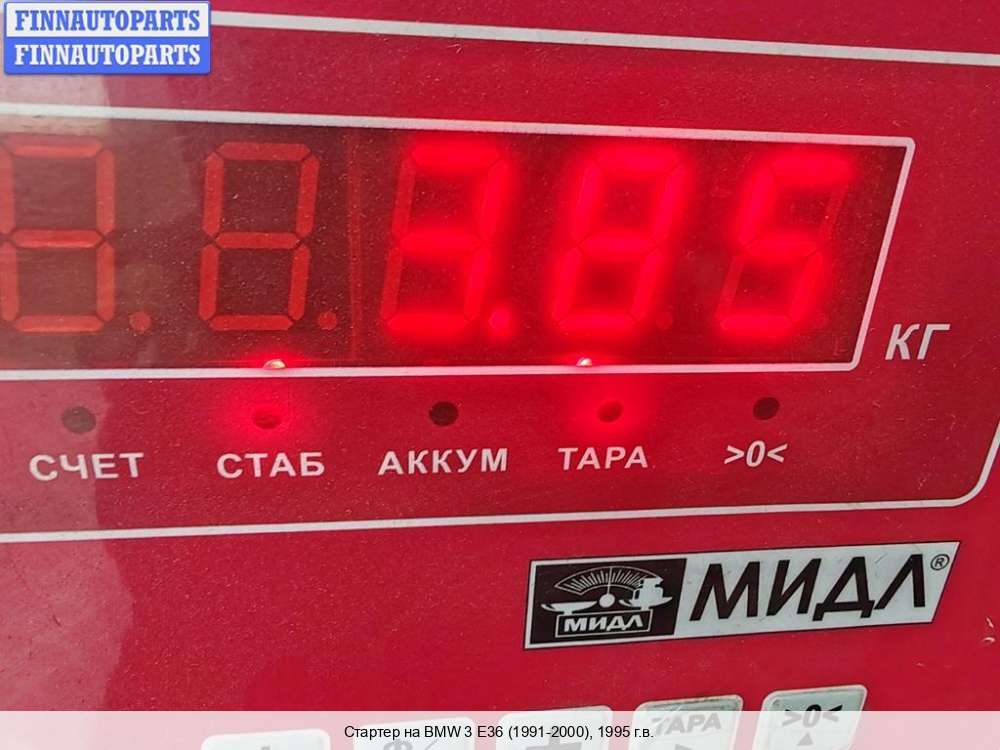 FINNAUTOPARTS
FINNAUTOPARTS
3.85
КГ
СЧЕТ СТАБ АККУМ ТАРА >0<
МИДЛ МИДЛ®
ТАРА >0<
Стартер на BMW 3 E36 (1991-2000), 1995 г.в.